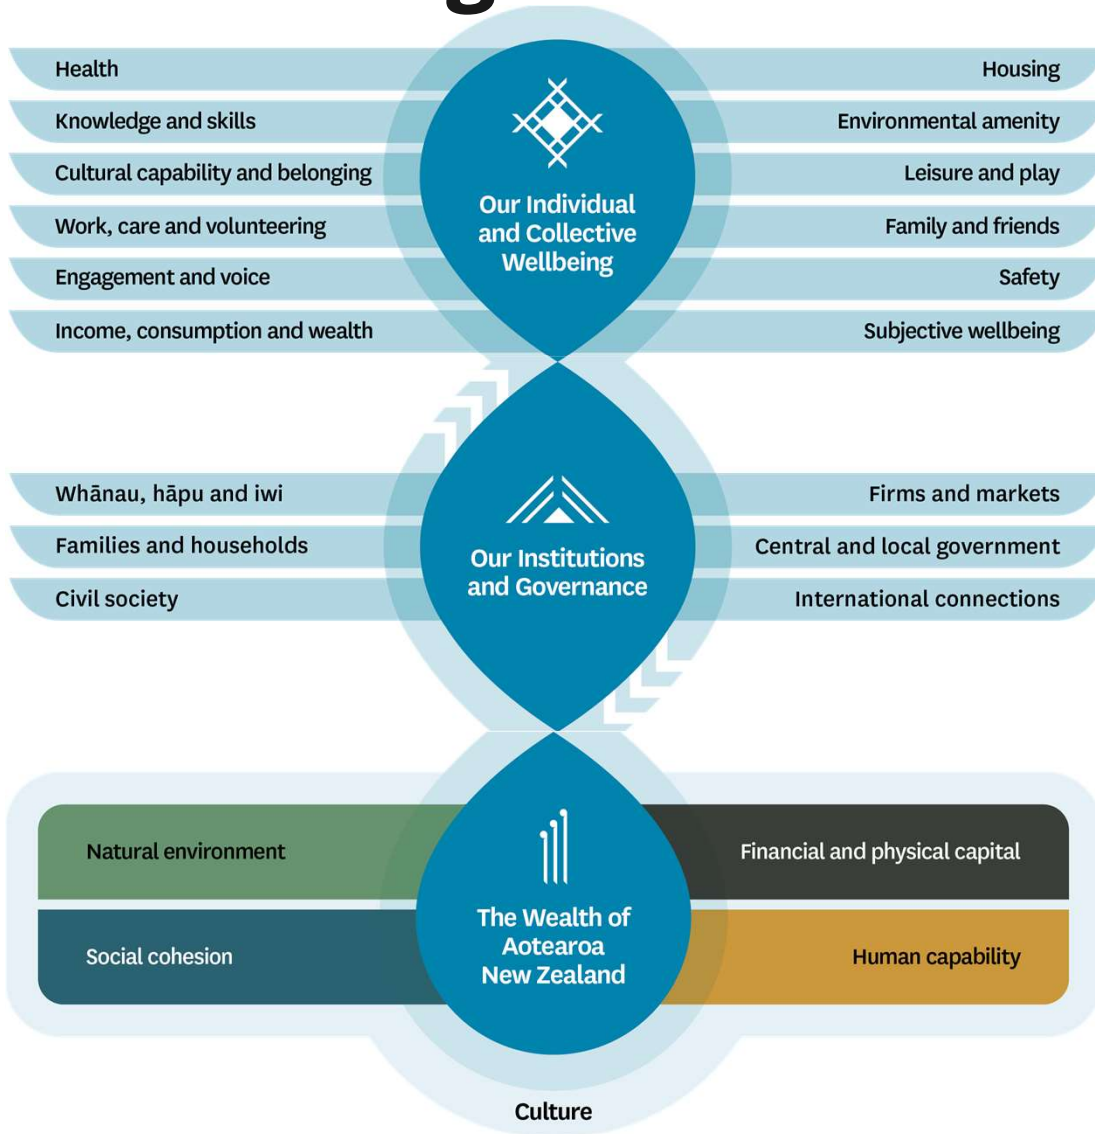 Health
Housing
Knowledge and skills
Environmental amenity
Cultural capability and belonging
Leisure and play
Work, care and volunteering
Family and friends
Engagement and voice
Safety
Income, consumption and wealth
Subjective wellbeing
Our Individual
and Collective
Wellbeing
Whānau, hāpu and iwi
Firms and markets
Families and households
Central and local government
Civil society
International connections
Our Institutions
and Governance
Natural environment
Financial and physical capital
Social cohesion
Human capability
The Wealth of
Aotearoa
New Zealand
Culture